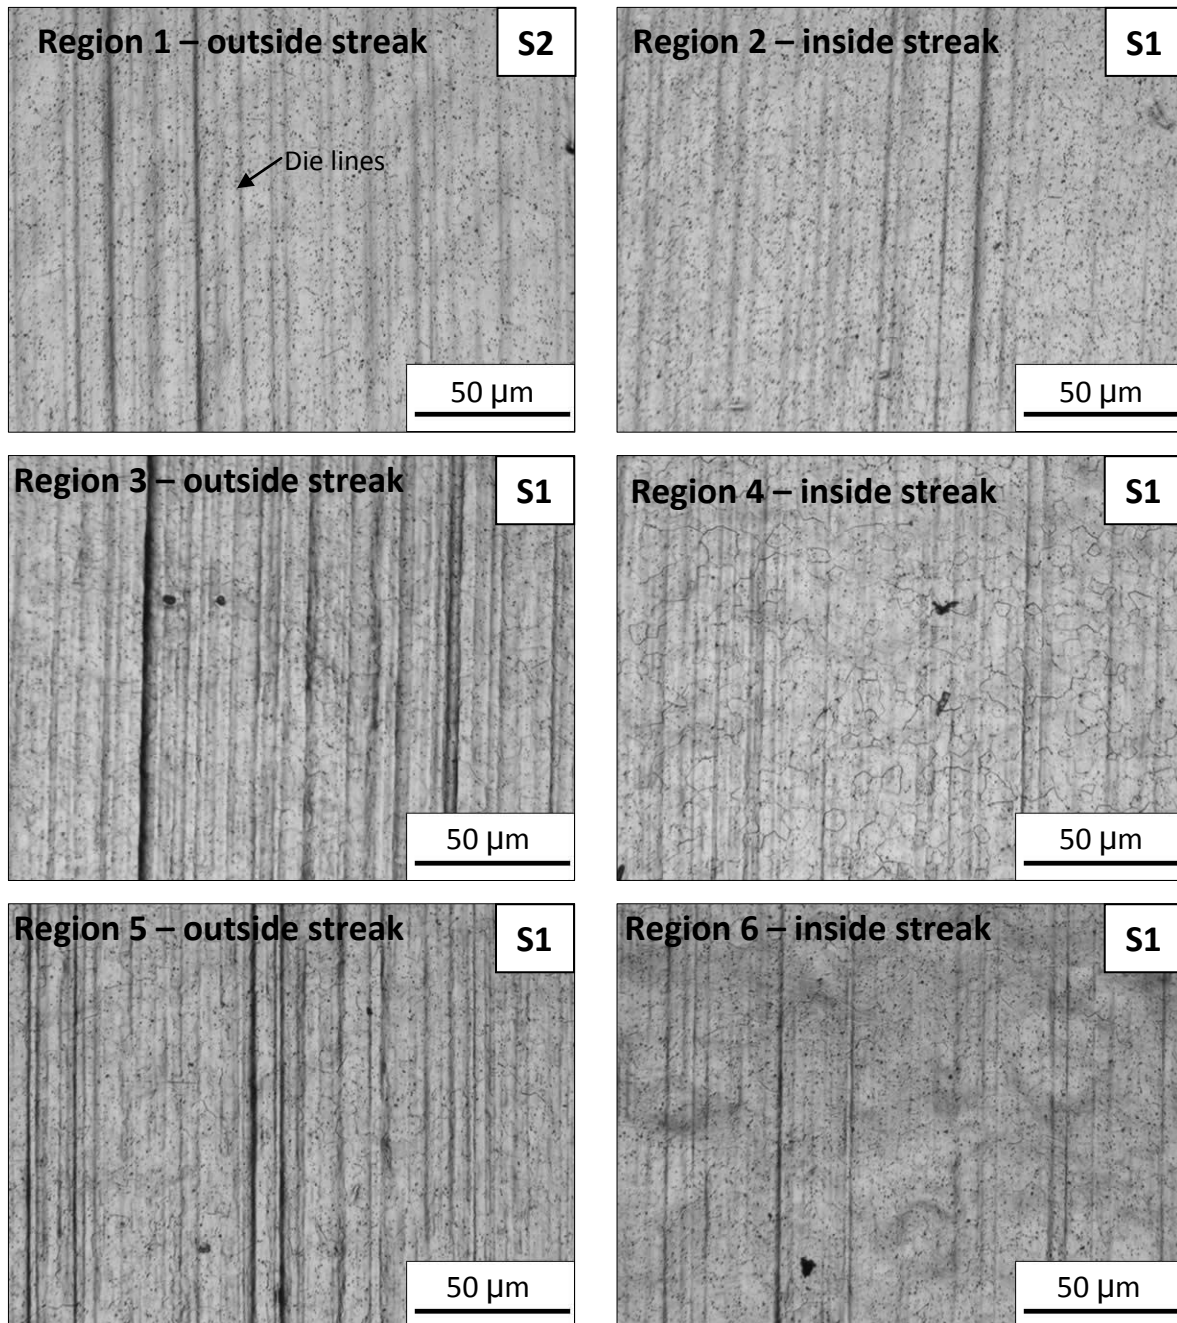 Region 1 – outside streak
S2
Die lines
50 µm
Region 2 – inside streak
S1
50 µm
Region 3 – outside streak
S1
50 µm
Region 4 – inside streak
S1
50 µm
Region 5 – outside streak
S1
50 µm
Region 6 – inside streak
S1
50 µm